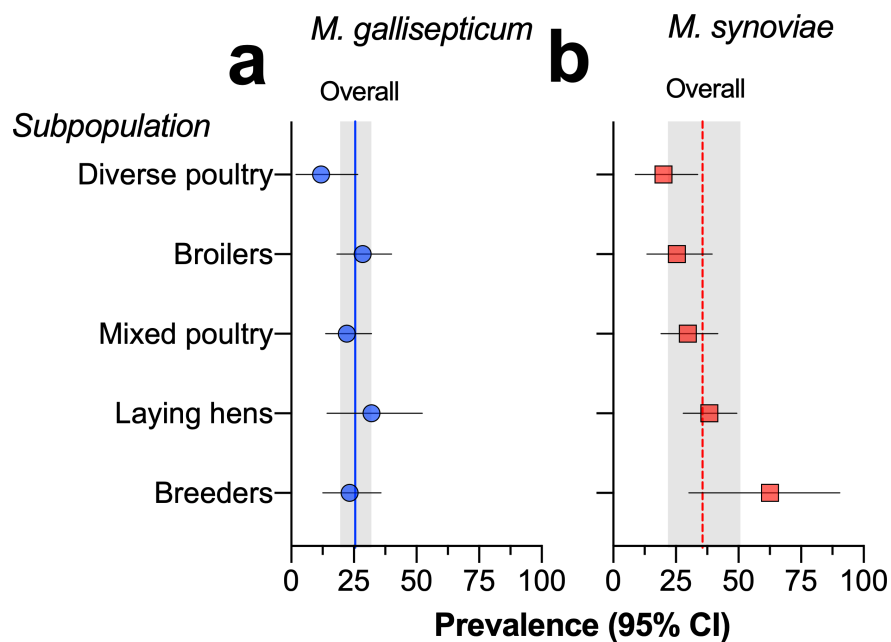 a M. gallisepticum b M. synoviae
Overall Overall
Subpopulation
Diverse poultry
Broilers
Mixed poultry
Laying hens
Breeders
0 25 50 75 100 0 25 50 75 100
Prevalence (95% CI)